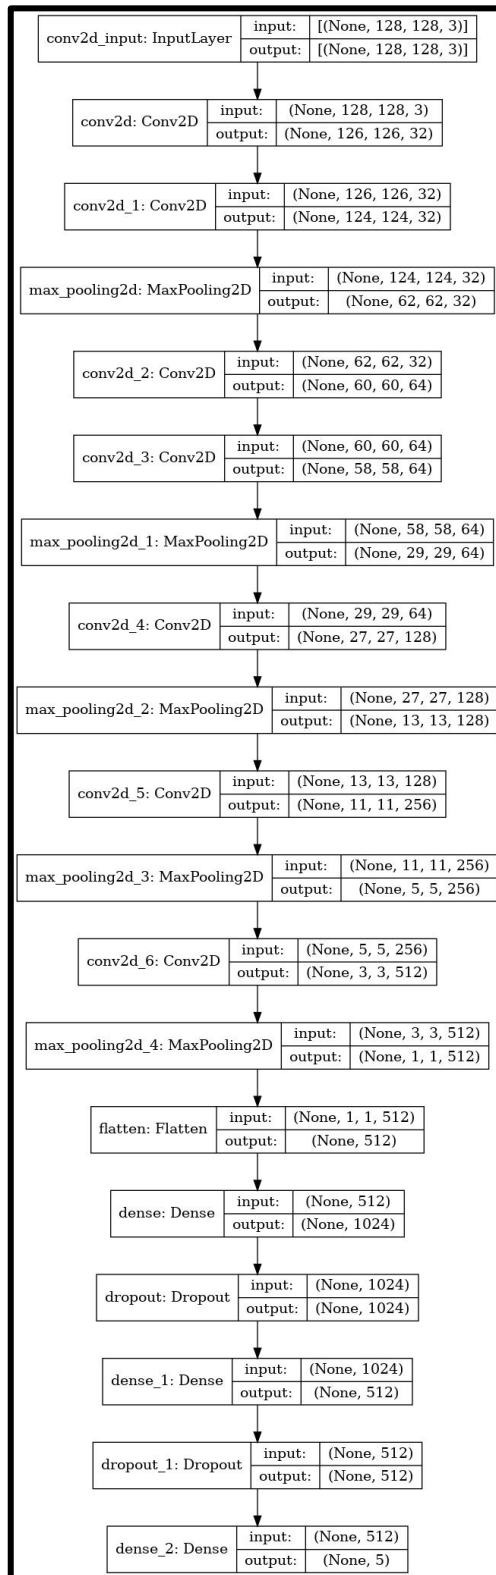 conv2d_input: InputLayer
input: [(None, 128, 128, 3)]
output: [(None, 128, 128, 3)]
conv2d: Conv2D
input: (None, 128, 128, 3)
output: (None, 126, 126, 32)
conv2d_1: Conv2D
input: (None, 126, 126, 32)
output: (None, 124, 124, 32)
max_pooling2d: MaxPooling2D
input: (None, 124, 124, 32)
output: (None, 62, 62, 32)
conv2d_2: Conv2D
input: (None, 62, 62, 32)
output: (None, 60, 60, 64)
conv2d_3: Conv2D
input: (None, 60, 60, 64)
output: (None, 58, 58, 64)
max_pooling2d_1: MaxPooling2D
input: (None, 58, 58, 64)
output: (None, 29, 29, 64)
conv2d_4: Conv2D
input: (None, 29, 29, 64)
output: (None, 27, 27, 128)
max_pooling2d_2: MaxPooling2D
input: (None, 27, 27, 128)
output: (None, 13, 13, 128)
conv2d_5: Conv2D
input: (None, 13, 13, 128)
output: (None, 11, 11, 256)
max_pooling2d_3: MaxPooling2D
input: (None, 11, 11, 256)
output: (None, 5, 5, 256)
conv2d_6: Conv2D
input: (None, 5, 5, 256)
output: (None, 3, 3, 512)
max_pooling2d_4: MaxPooling2D
input: (None, 3, 3, 512)
output: (None, 1, 1, 512)
flatten: Flatten
input: (None, 1, 1, 512)
output: (None, 512)
dense: Dense
input: (None, 512)
output: (None, 1024)
dropout: Dropout
input: (None, 1024)
output: (None, 1024)
dense_1: Dense
input: (None, 1024)
output: (None, 512)
dropout_1: Dropout
input: (None, 512)
output: (None, 512)
dense_2: Dense
input: (None, 512)
output: (None, 5)